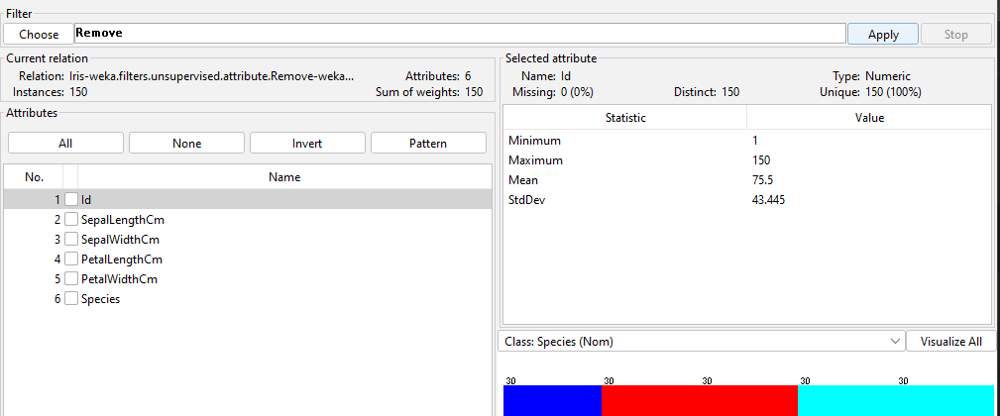 Filter
Choose Remove Apply Stop
Current relation
Relation: Iris-weka.filters.unsupervised.attribute.Remove-weka... Attributes: 6
Instances: 150 Sum of weights: 150
Attributes
All None Invert Pattern
No. Name
1 Id
2 SepalLengthCm
3 SepalWidthCm
4 PetalLengthCm
5 PetalWidthCm
6 Species
Selected attribute
Name: Id Type: Numeric
Missing: 0 (0%) Distinct: 150 Unique: 150 (100%)
Statistic Value
Minimum 1
Maximum 150
Mean 75.5
StdDev 43.445
Class: Species (Nom) Visualize All
30 30 30 30 30